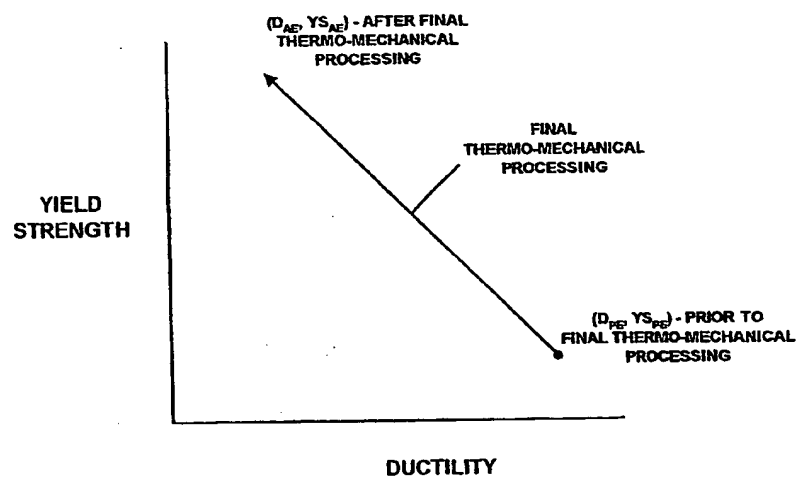 (D_AE, YS_AE) - AFTER FINAL
THERMO-MECHANICAL
PROCESSING
FINAL
THERMO-MECHANICAL
PROCESSING
YIELD
STRENGTH
(D_PE, YS_PE) - PRIOR TO
FINAL THERMO-MECHANICAL
PROCESSING
DUCTILITY